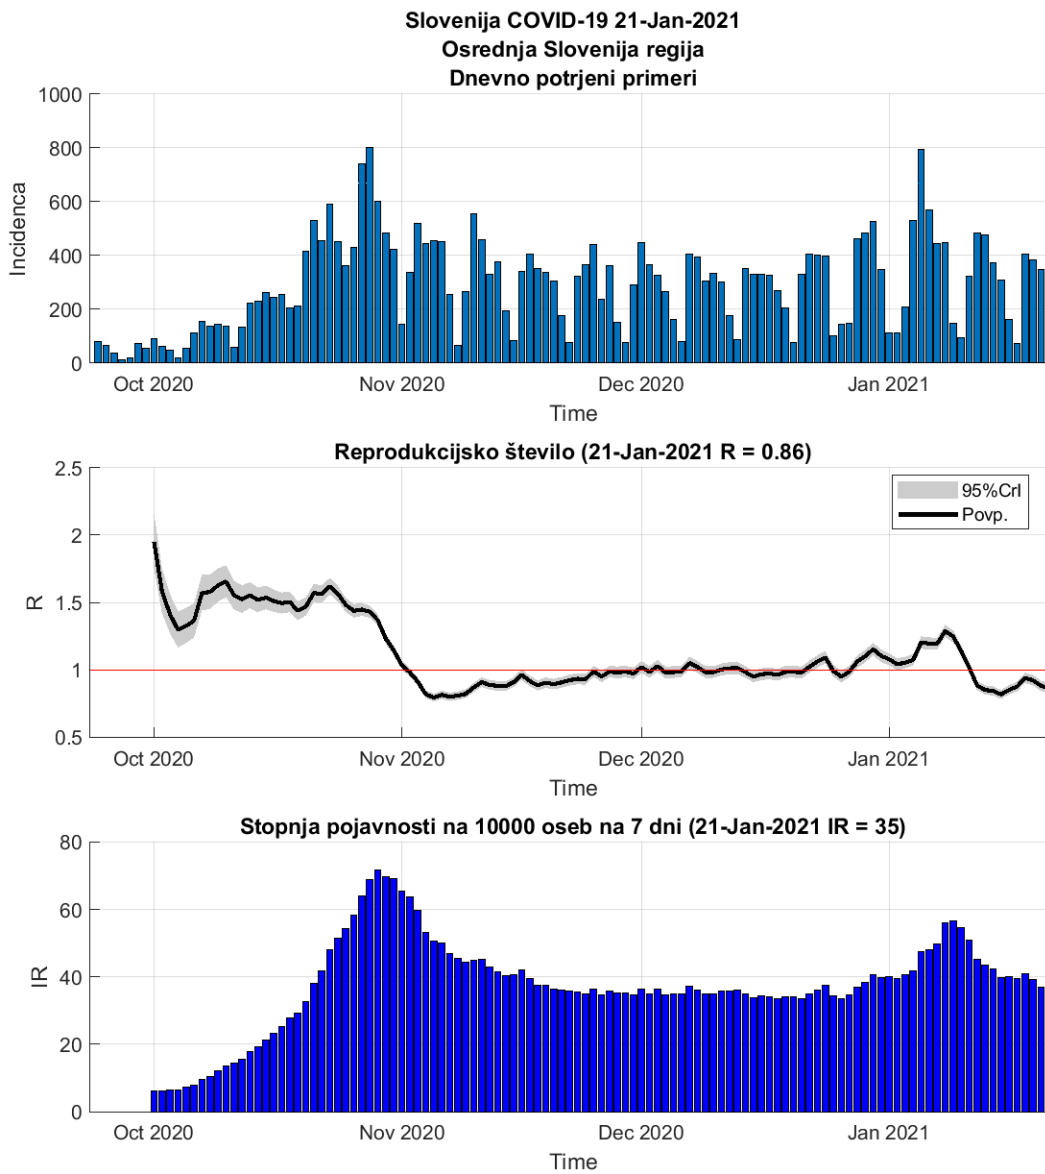 Slovenija COVID-19 21-Jan-2021
Osrednja Slovenija regija
Dnevno potrjeni primeri
1000
800
600
400
200
0
Incidenca
Oct 2020 Nov 2020 Dec 2020 Jan 2021
Time
Reprodukcijsko število (21-Jan-2021 R = 0.86)
2.5
2
1.5
1
0.5
R
95%CrI
Povp.
Oct 2020 Nov 2020 Dec 2020 Jan 2021
Time
Stopnja pojavnosti na 10000 oseb na 7 dni (21-Jan-2021 IR = 35)
80
60
40
20
0
IR
Oct 2020 Nov 2020 Dec 2020 Jan 2021
Time